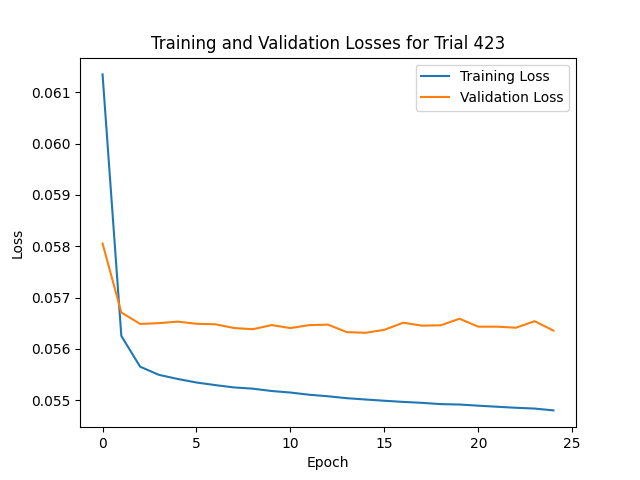 Training and Validation Losses for Trial 423
Training Loss
Validation Loss
0.061
0.060
0.059
0.058
0.057
0.056
0.055
Loss
0 5 10 15 20 25
Epoch